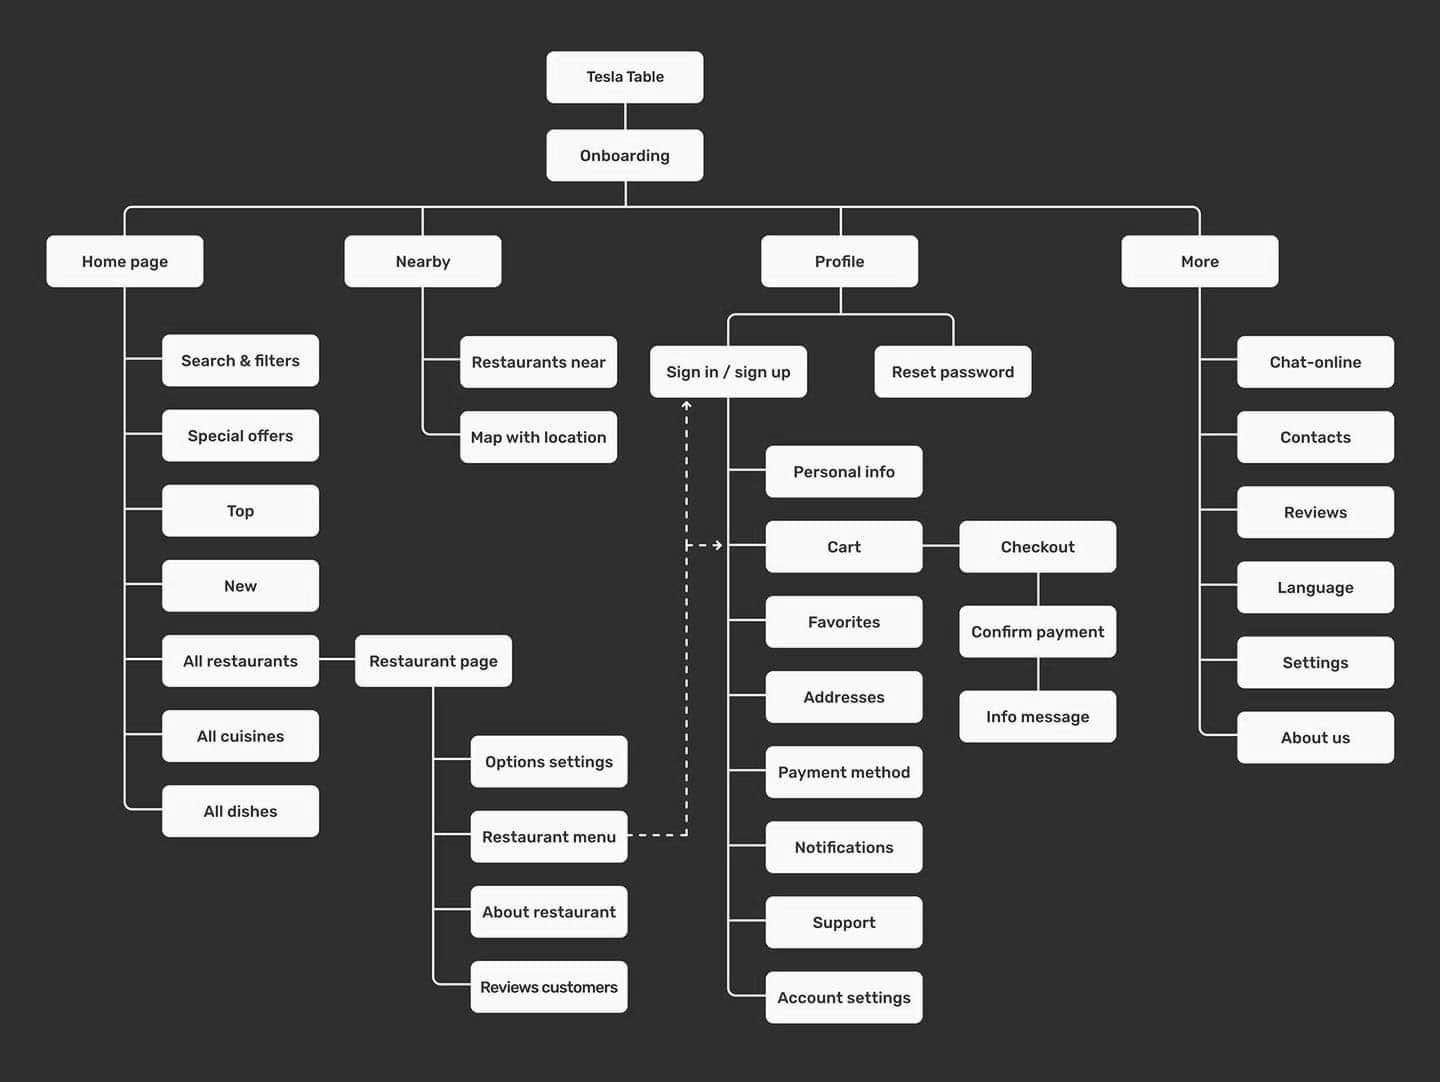 Tesla Table
Onboarding
Home page
Nearby
Profile
More
Search & filters
Special offers
Top
New
All restaurants
All cuisines
All dishes
Restaurant page
Options settings
Restaurant menu
About restaurant
Reviews customers
Restaurants near
Map with location
Sign in / sign up
Reset password
Personal info
Cart
Favorites
Addresses
Payment method
Notifications
Support
Account settings
Checkout
Confirm payment
Info message
Chat-online
Contacts
Reviews
Language
Settings
About us